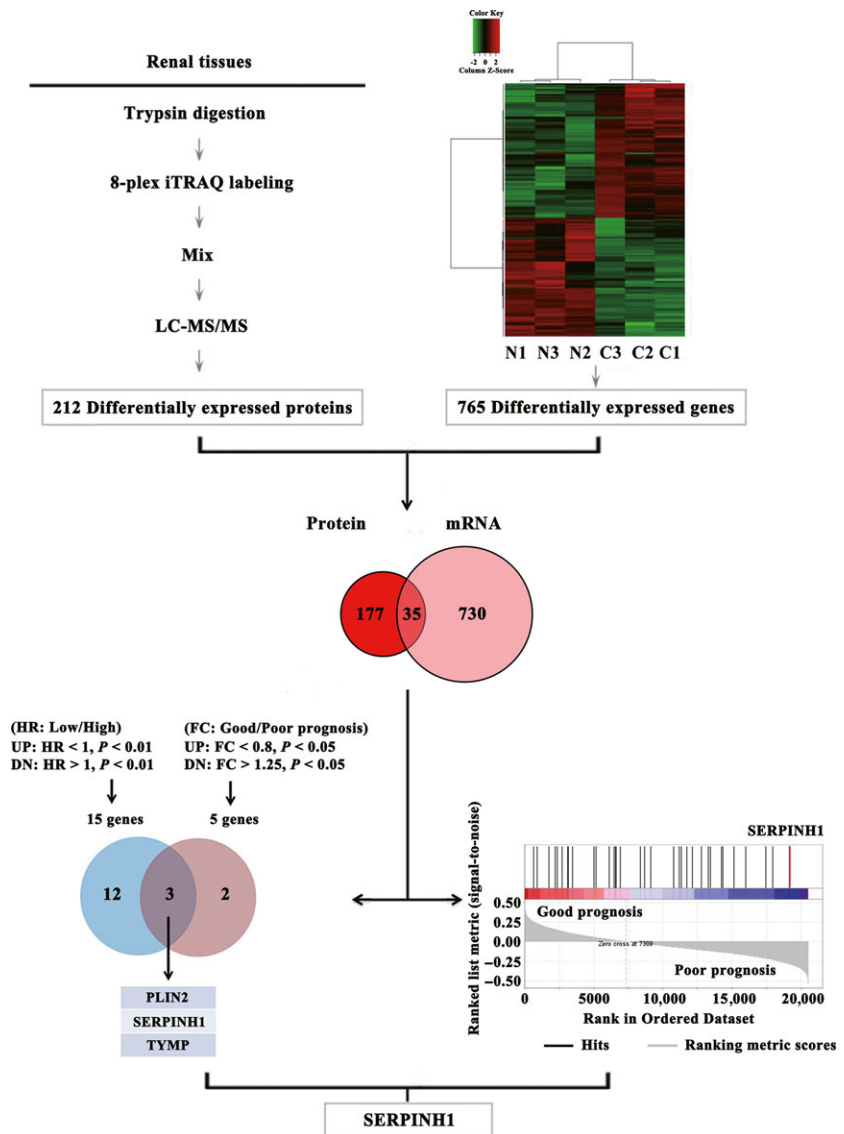 Renal tissues
Trypsin digestion
8-plex iTRAQ labeling
Mix
LC-MS/MS
212 Differentially expressed proteins
Color Key
-2 0 2
Column Z-Score
N1 N3 N2 C3 C2 C1
765 Differentially expressed genes
Protein mRNA
177 35 730
(HR: Low/High)
UP: HR < 1, P < 0.01
DN: HR > 1, P < 0.01
15 genes
(FC: Good/Poor prognosis)
UP: FC < 0.8, P < 0.05
DN: FC > 1.25, P < 0.05
5 genes
12 3 2
PLIN2
SERPINH1
TYMP
SERPINH1
Ranked list metric (signal-to-noise)
0.50
0.25
0.00
−0.25
−0.50
Good prognosis
Zero cross at 7309
Poor prognosis
0 5000 10,000 15,000 20,000
Rank in Ordered Dataset
Hits Ranking metric scores
SERPINH1